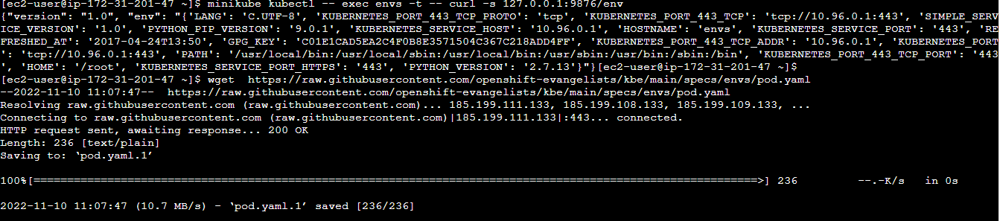 [ec2-user@ip-172-31-201-47 ~]$ minikube kubectl -- exec envs -t -- curl -s 127.0.0.1:9876/env
{"version": "1.0", "env": "{'LANG': 'C.UTF-8', 'KUBERNETES_PORT_443_TCP_PROTO': 'tcp', 'KUBERNETES_PORT_443_TCP': 'tcp://10.96.0.1:443', 'SIMPLE_SERV
ICE_VERSION': '1.0', 'PYTHON_PIP_VERSION': '9.0.1', 'KUBERNETES_SERVICE_HOST': '10.96.0.1', 'HOSTNAME': 'envs', 'KUBERNETES_SERVICE_PORT': '443', 'RE
FRESHED_AT': '2017-04-24T13:50', 'GPG_KEY': 'C01E1CAD5EA2C4F0B8E3571504C367C218ADD4FF', 'KUBERNETES_PORT_443_TCP_ADDR': '10.96.0.1', 'KUBERNETES_PORT
': 'tcp://10.96.0.1:443', 'PATH': '/usr/local/bin:/usr/local/sbin:/usr/local/bin:/usr/sbin:/usr/bin:/sbin:/bin', 'KUBERNETES_PORT_443_TCP_PORT': '443
', 'HOME': '/root', 'KUBERNETES_SERVICE_PORT_HTTPS': '443', 'PYTHON_VERSION': '2.7.13'}"}[ec2-user@ip-172-31-201-47 ~]$
[ec2-user@ip-172-31-201-47 ~]$ wget  https://raw.githubusercontent.com/openshift-evangelists/kbe/main/specs/envs/pod.yaml
--2022-11-10 11:07:47--  https://raw.githubusercontent.com/openshift-evangelists/kbe/main/specs/envs/pod.yaml
Resolving raw.githubusercontent.com (raw.githubusercontent.com)... 185.199.111.133, 185.199.108.133, 185.199.109.133, ...
Connecting to raw.githubusercontent.com (raw.githubusercontent.com)|185.199.111.133|:443... connected.
HTTP request sent, awaiting response... 200 OK
Length: 236 [text/plain]
Saving to: ‘pod.yaml.1’
100%[============================================================================================================>] 236         --.-K/s   in 0s
2022-11-10 11:07:47 (10.7 MB/s) - ‘pod.yaml.1’ saved [236/236]